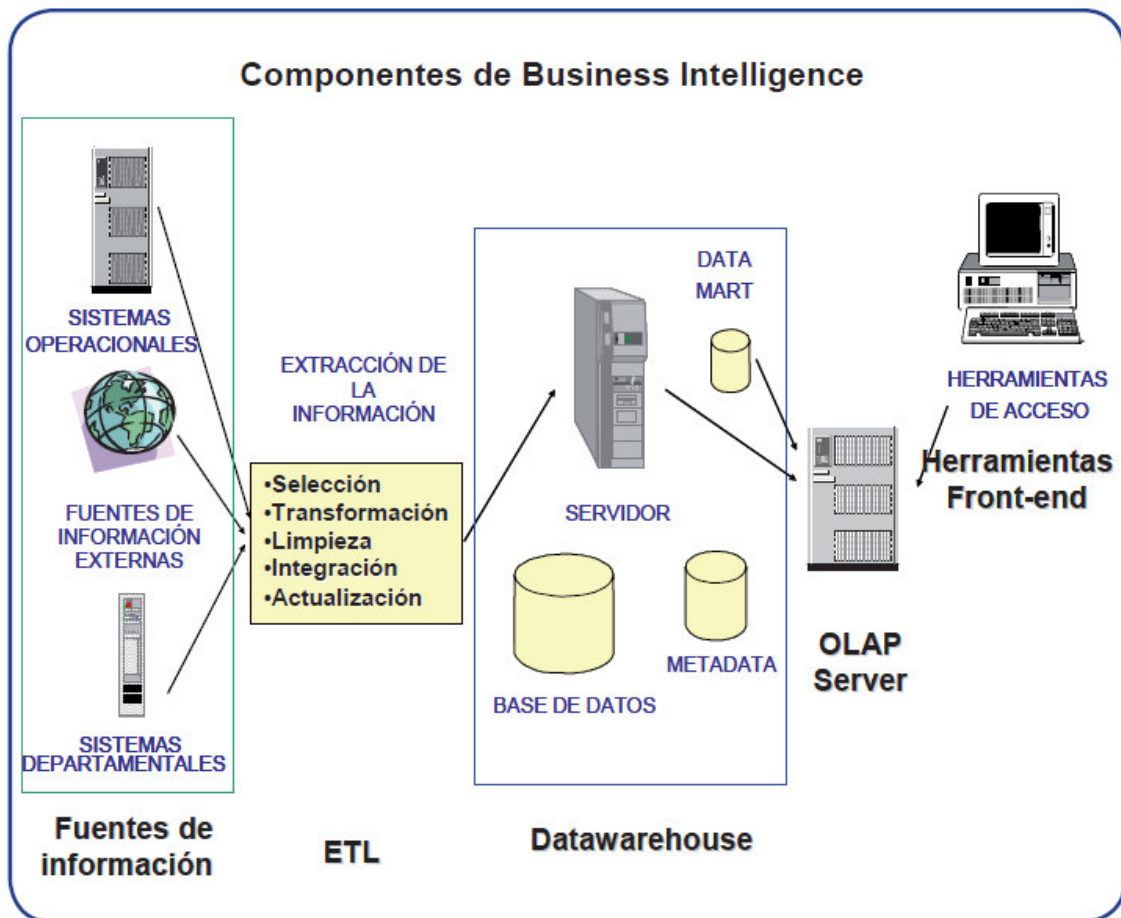 Componentes de Business Intelligence
SISTEMAS
OPERACIONALES
FUENTES DE
INFORMACIÓN
EXTERNAS
SISTEMAS
DEPARTAMENTALES
Fuentes de
información
EXTRACCIÓN DE
LA
INFORMACIÓN
•Selección
•Transformación
•Limpieza
•Integración
•Actualización
ETL
DATA
MART
SERVIDOR
BASE DE DATOS
METADATA
Datawarehouse
OLAP
Server
HERRAMIENTAS
DE ACCESO
Herramientas
Front-end